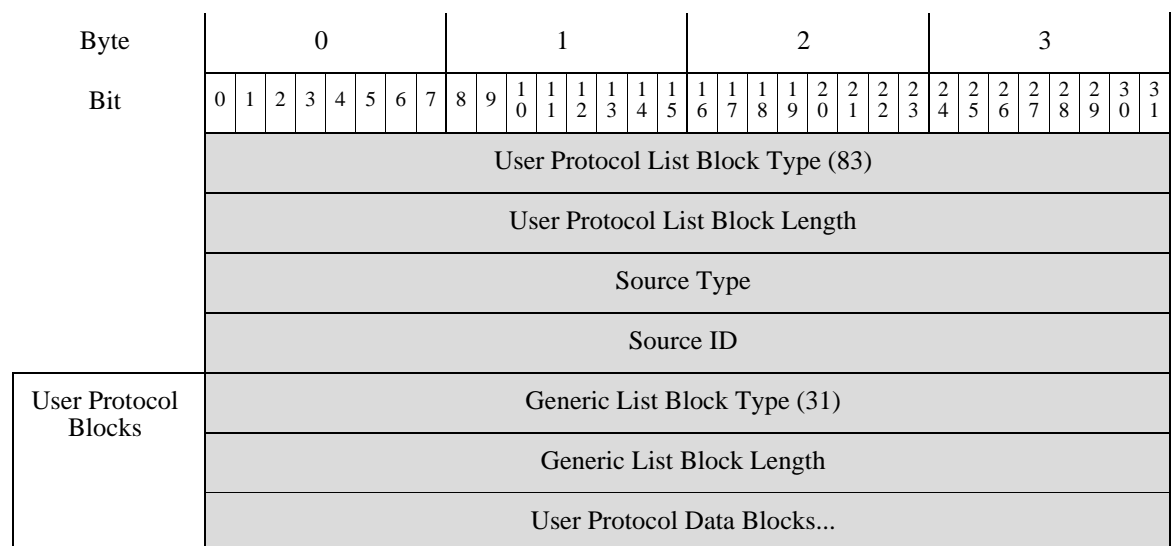 Byte 0 1 2 3
Bit 0 1 2 3 4 5 6 7 8 9 10 11 12 13 14 15 16 17 18 19 20 21 22 23 24 25 26 27 28 29 30 31
User Protocol List Block Type (83)
User Protocol List Block Length
Source Type
Source ID
User Protocol
Blocks
Generic List Block Type (31)
Generic List Block Length
User Protocol Data Blocks...